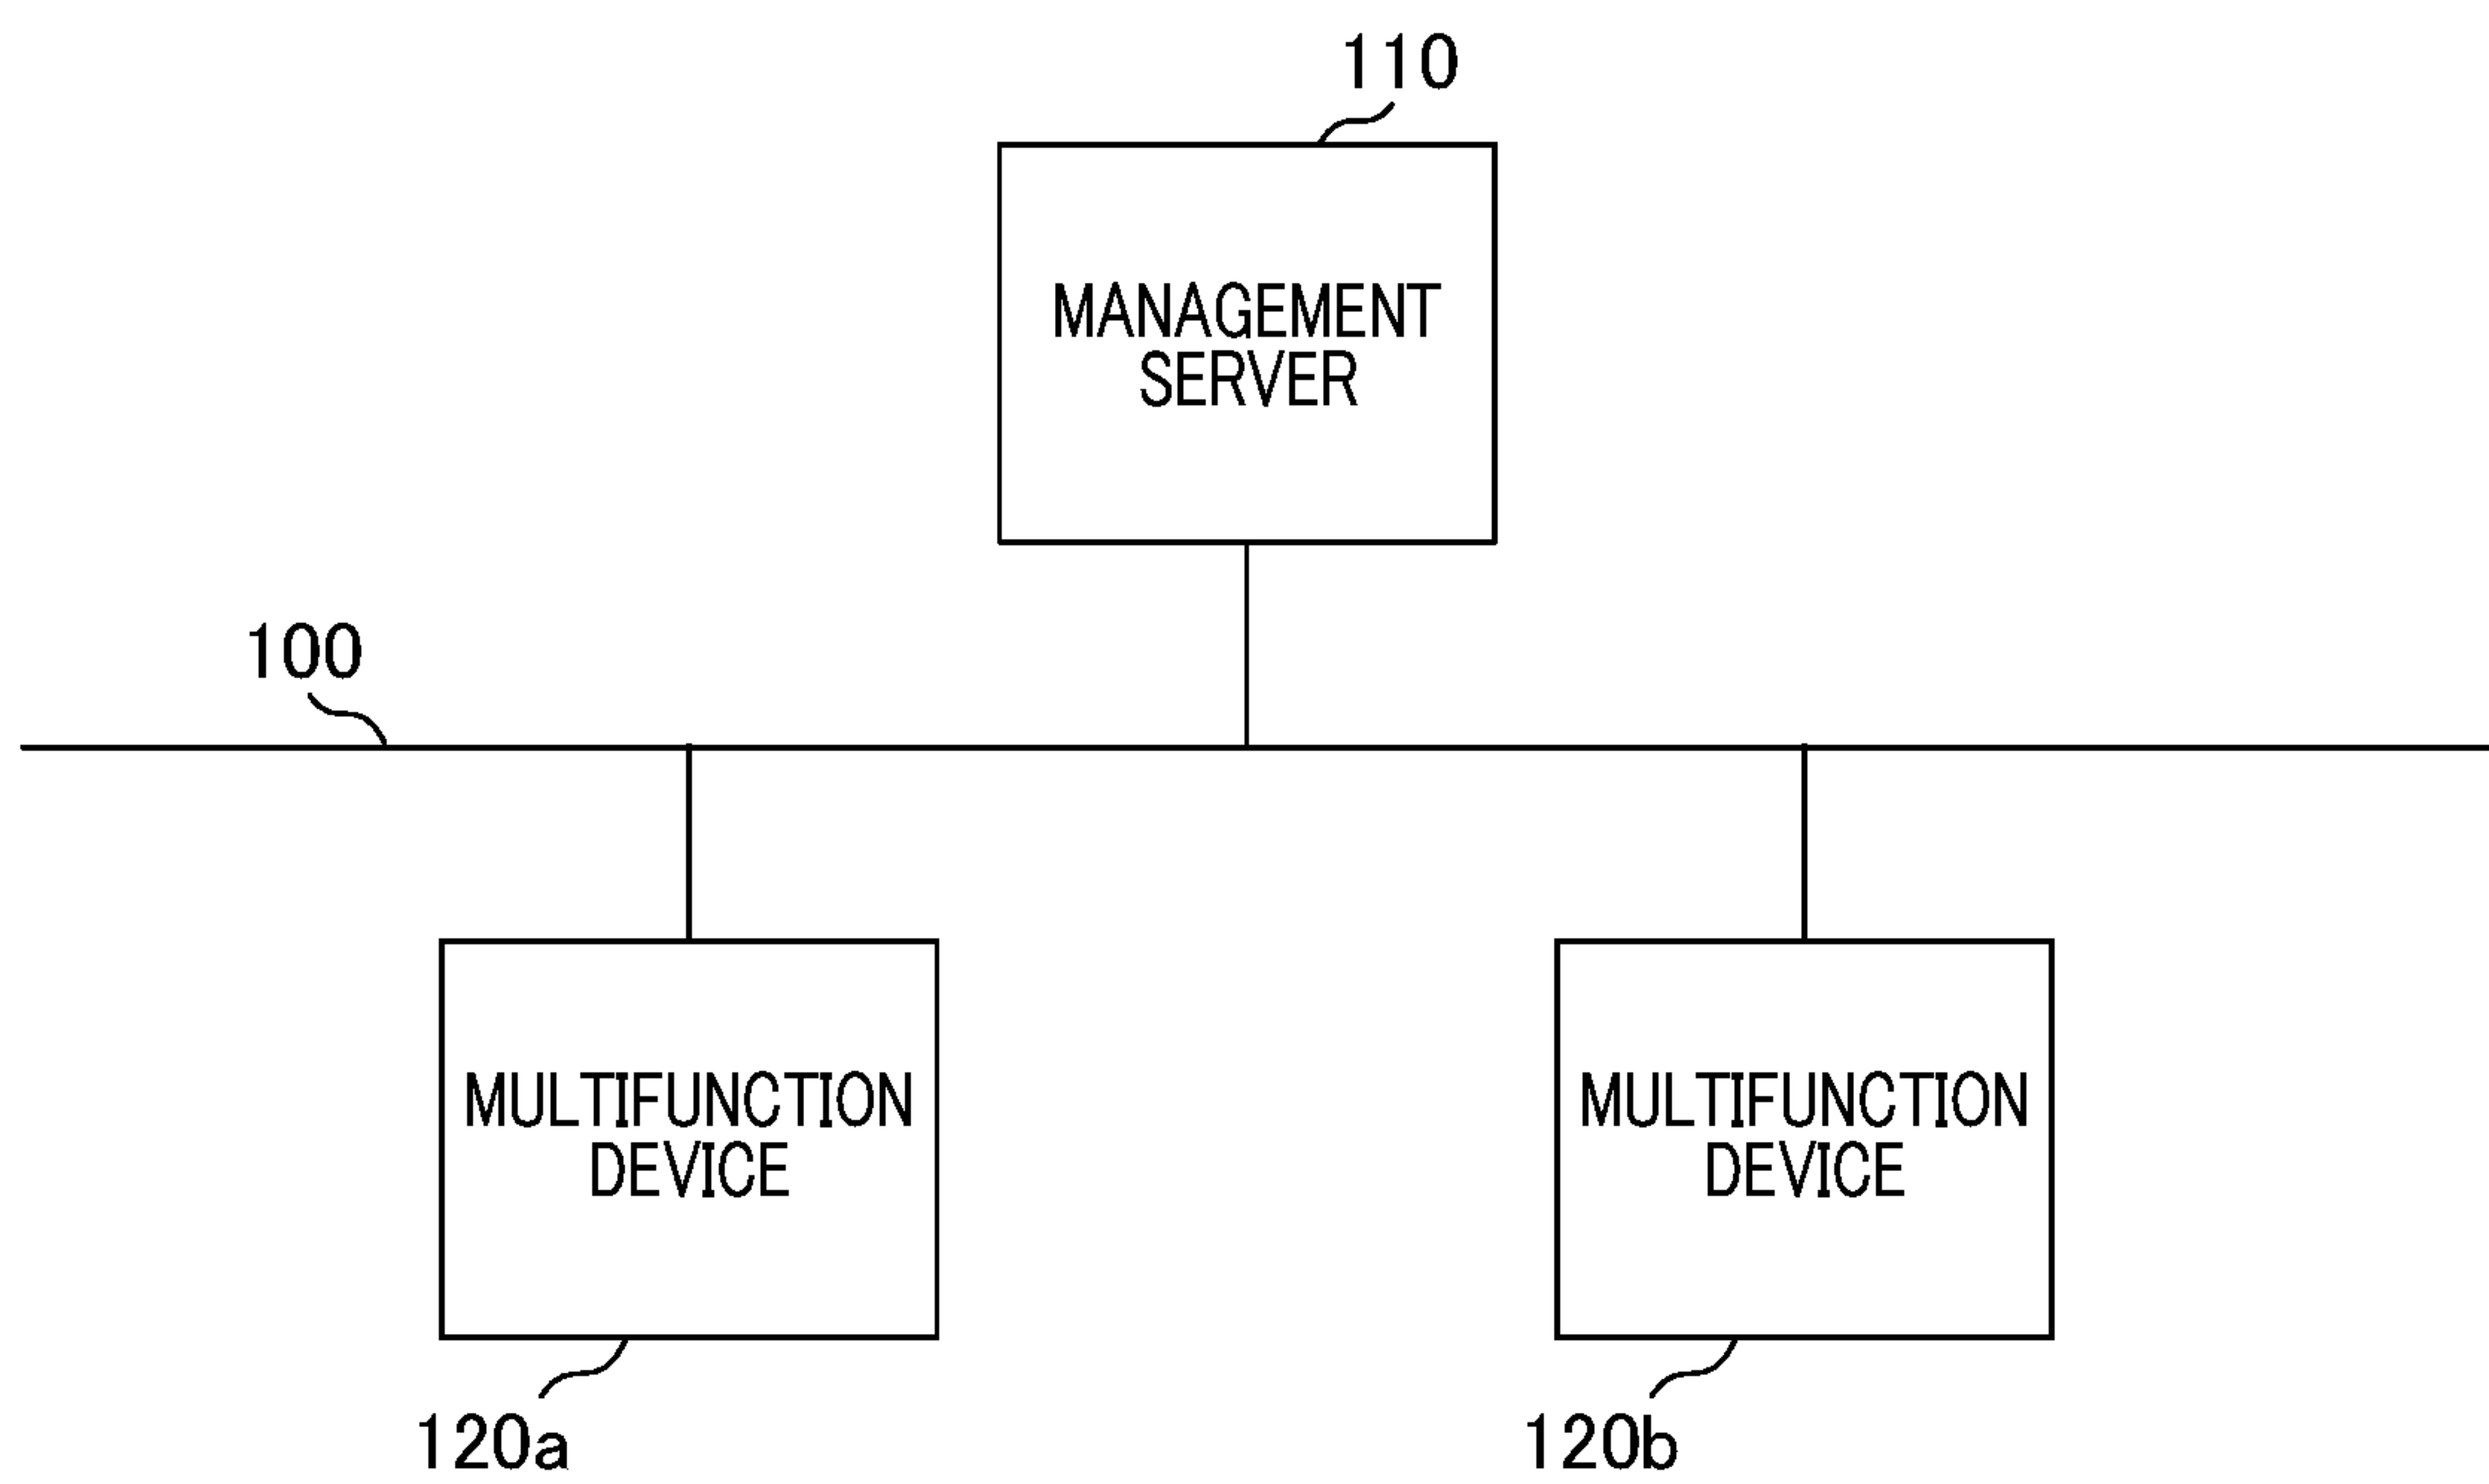 110
MANAGEMENT
SERVER
100
MULTIFUNCTION
DEVICE
MULTIFUNCTION
DEVICE
120a
120b